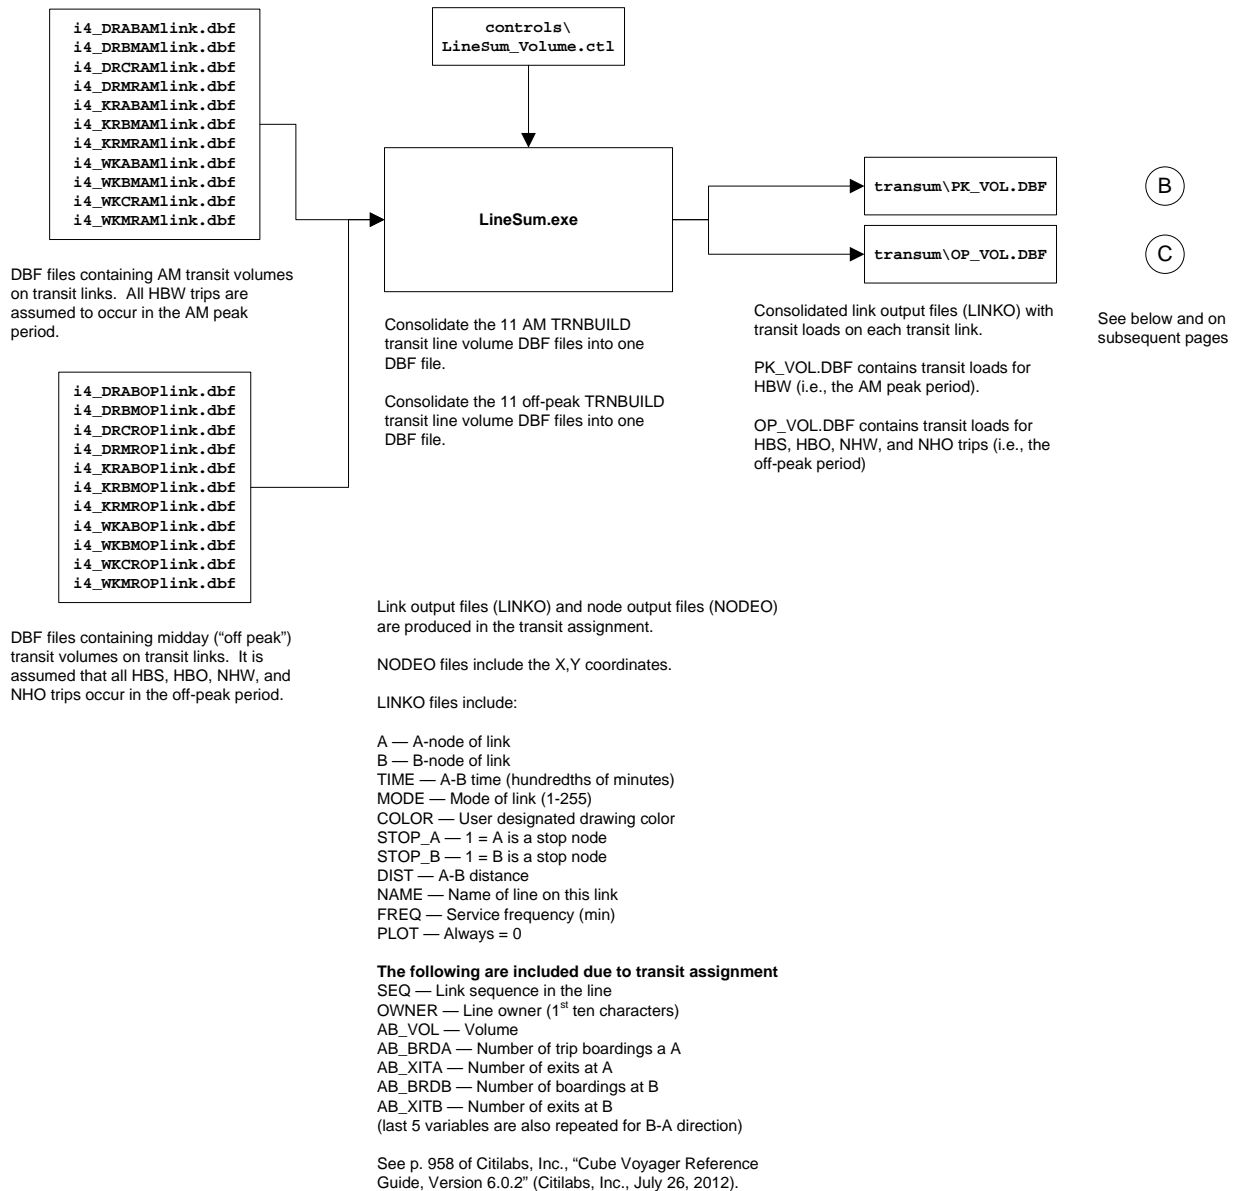 i4_DRABAMlink.dbf
i4_DRBMAMlink.dbf
i4_DRCRAMlink.dbf
i4_DRMRAMlink.dbf
i4_KRABAMlink.dbf
i4_KRBMAMlink.dbf
i4_KRMRAMlink.dbf
i4_WKABAMlink.dbf
i4_WKBMAMlink.dbf
i4_WKCRAMlink.dbf
i4_WKMRAMlink.dbf
DBF files containing AM transit volumes
on transit links.  All HBW trips are
assumed to occur in the AM peak
period.
i4_DRABOPlink.dbf
i4_DRBMOPlink.dbf
i4_DRCROPlink.dbf
i4_DRMROPlink.dbf
i4_KRABOPlink.dbf
i4_KRBMOPlink.dbf
i4_KRMROPlink.dbf
i4_WKABOPlink.dbf
i4_WKBMOPlink.dbf
i4_WKCROPlink.dbf
i4_WKMROPlink.dbf
DBF files containing midday (“off peak”)
transit volumes on transit links.  It is
assumed that all HBS, HBO, NHW, and
NHO trips occur in the off-peak period.
controls\
LineSum_Volume.ctl
LineSum.exe
Consolidate the 11 AM TRNBUILD
transit line volume DBF files into one
DBF file.
Consolidate the 11 off-peak TRNBUILD
transit line volume DBF files into one
DBF file.
transum\PK_VOL.DBF
transum\OP_VOL.DBF
Consolidated link output files (LINKO) with
transit loads on each transit link.
PK_VOL.DBF contains transit loads for
HBW (i.e., the AM peak period).
OP_VOL.DBF contains transit loads for
HBS, HBO, NHW, and NHO trips (i.e., the
off-peak period)
B
C
See below and on
subsequent pages
Link output files (LINKO) and node output files (NODEO)
are produced in the transit assignment.
NODEO files include the X,Y coordinates.
LINKO files include:
A — A-node of link
B — B-node of link
TIME — A-B time (hundredths of minutes)
MODE — Mode of link (1-255)
COLOR — User designated drawing color
STOP_A — 1 = A is a stop node
STOP_B — 1 = B is a stop node
DIST — A-B distance
NAME — Name of line on this link
FREQ — Service frequency (min)
PLOT — Always = 0
The following are included due to transit assignment
SEQ — Link sequence in the line
OWNER — Line owner (1st ten characters)
AB_VOL — Volume
AB_BRDA — Number of trip boardings a A
AB_XITA — Number of exits at A
AB_BRDB — Number of boardings at B
AB_XITB — Number of exits at B
(last 5 variables are also repeated for B-A direction)
See p. 958 of Citilabs, Inc., “Cube Voyager Reference
Guide, Version 6.0.2” (Citilabs, Inc., July 26, 2012).